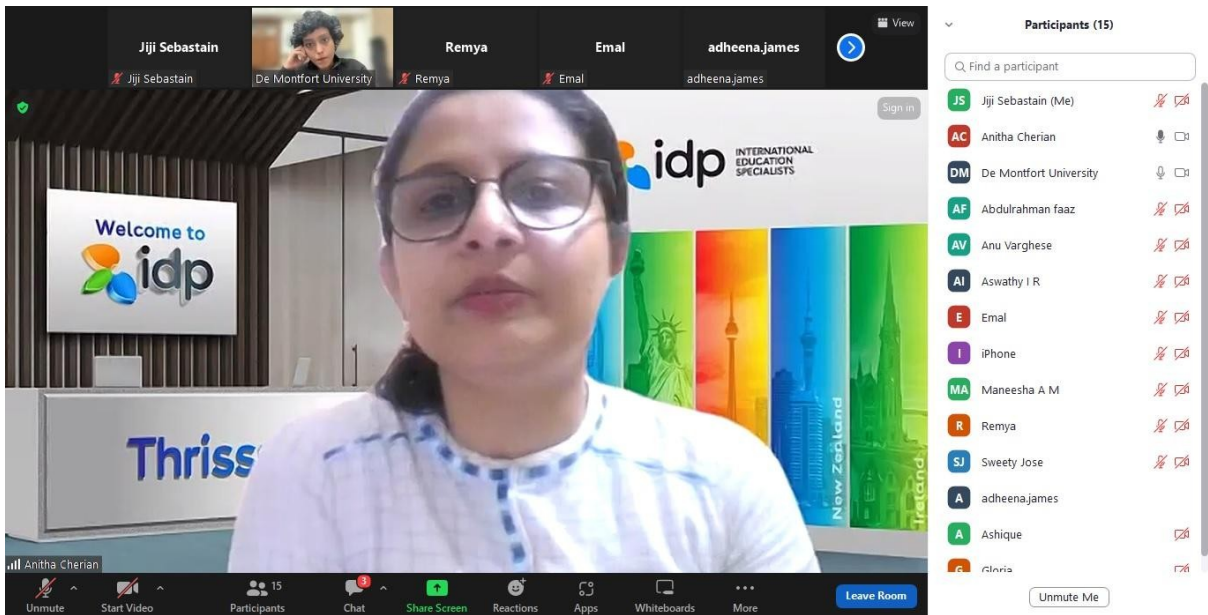 Jiji Sebastain
Jiji Sebastain
De Montfort University
Remya
Remya
Emal
Emal
adheena.james
adheena.james
View
Sign in
Welcome to
idp
idp
INTERNATIONAL
EDUCATION
SPECIALISTS
Thriss
New Zealand
Ireland
Anitha Cherian
Unmute
Start Video
15
Participants
3
Chat
Share Screen
Reactions
Apps
Whiteboards
More
Leave Room
Participants (15)
Find a participant
JS Jiji Sebastain (Me)
AC Anitha Cherian
DM De Montfort University
AF Abdulrahman faaz
AV Anu Varghese
AI Aswathy I R
E Emal
I iPhone
MA Maneesha A M
R Remya
SJ Sweety Jose
A adheena.james
A Ashique
G Gloria
Unmute Me